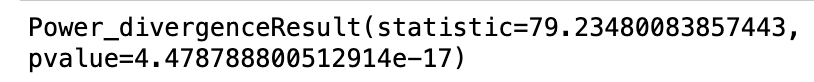 Power_divergenceResult(statistic=79.23480083857443,
pvalue=4.478788800512914e-17)